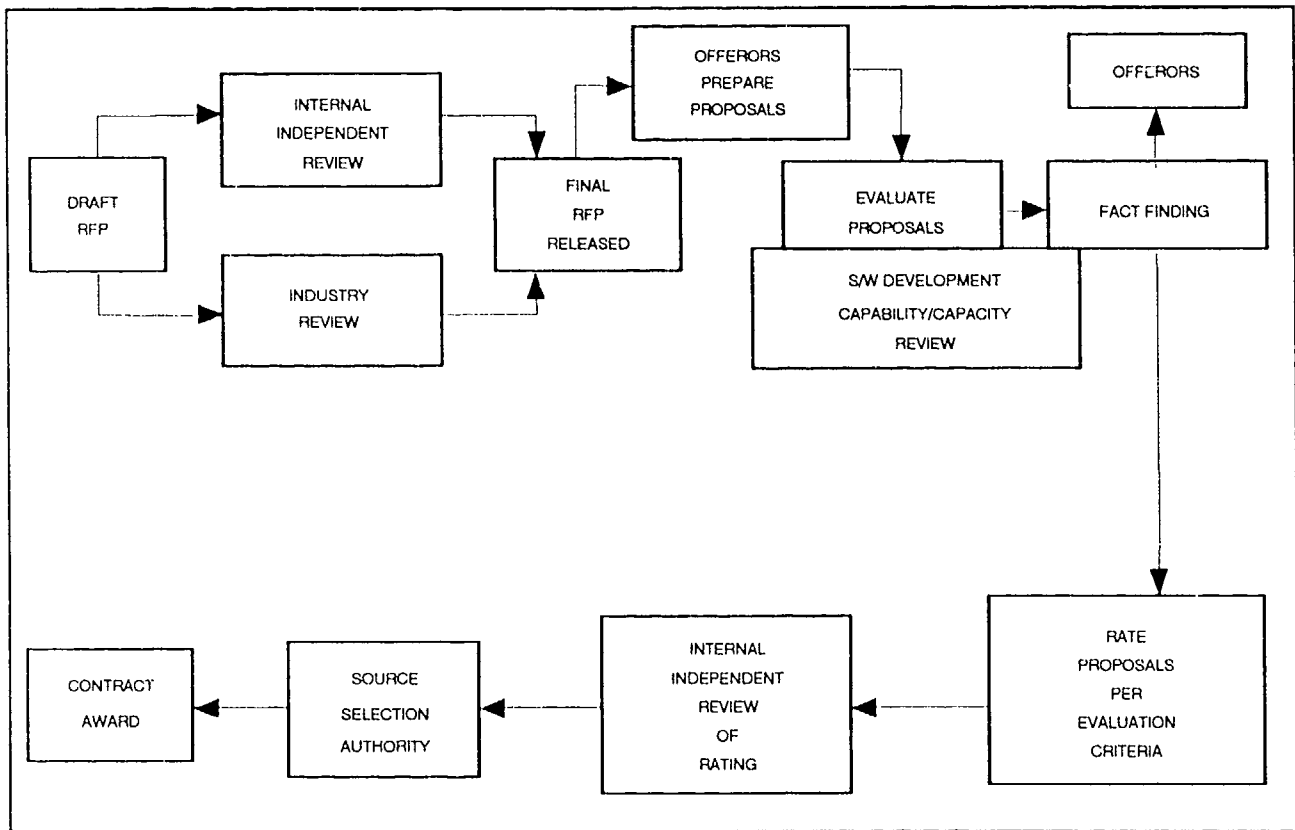 DRAFT
RFP
INTERNAL
INDEPENDENT
REVIEW
INDUSTRY
REVIEW
FINAL
RFP
RELEASED
OFFERORS
PREPARE
PROPOSALS
EVALUATE
PROPOSALS
S/W DEVELOPMENT
CAPABILITY/CAPACITY
REVIEW
FACT FINDING
OFFERORS
RATE
PROPOSALS
PER
EVALUATION
CRITERIA
INTERNAL
INDEPENDENT
REVIEW
OF
RATING
SOURCE
SELECTION
AUTHORITY
CONTRACT
AWARD